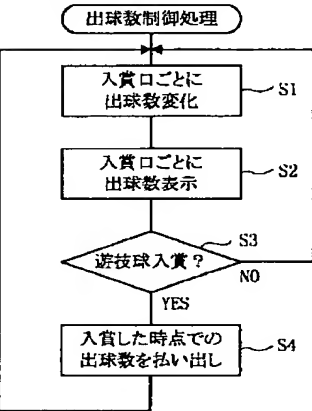 出球数制御処理
入賞口ごとに
出球数変化
S1
入賞口ごとに
出球数表示
S2
遊技球入賞？
S3
NO
YES
入賞した時点での
出球数を払い出し
S4